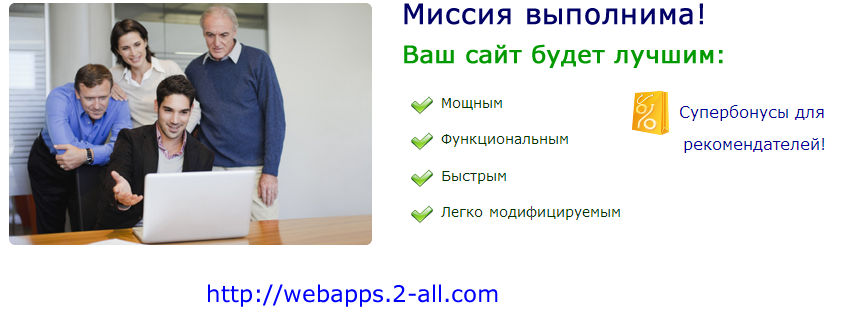 Миссия выполнима!
Ваш сайт будет лучшим:
Мощным
Функциональным
Быстрым
Легко модифицируемым
Супербонусы для
рекомендателей!
http://webapps.2-all.com